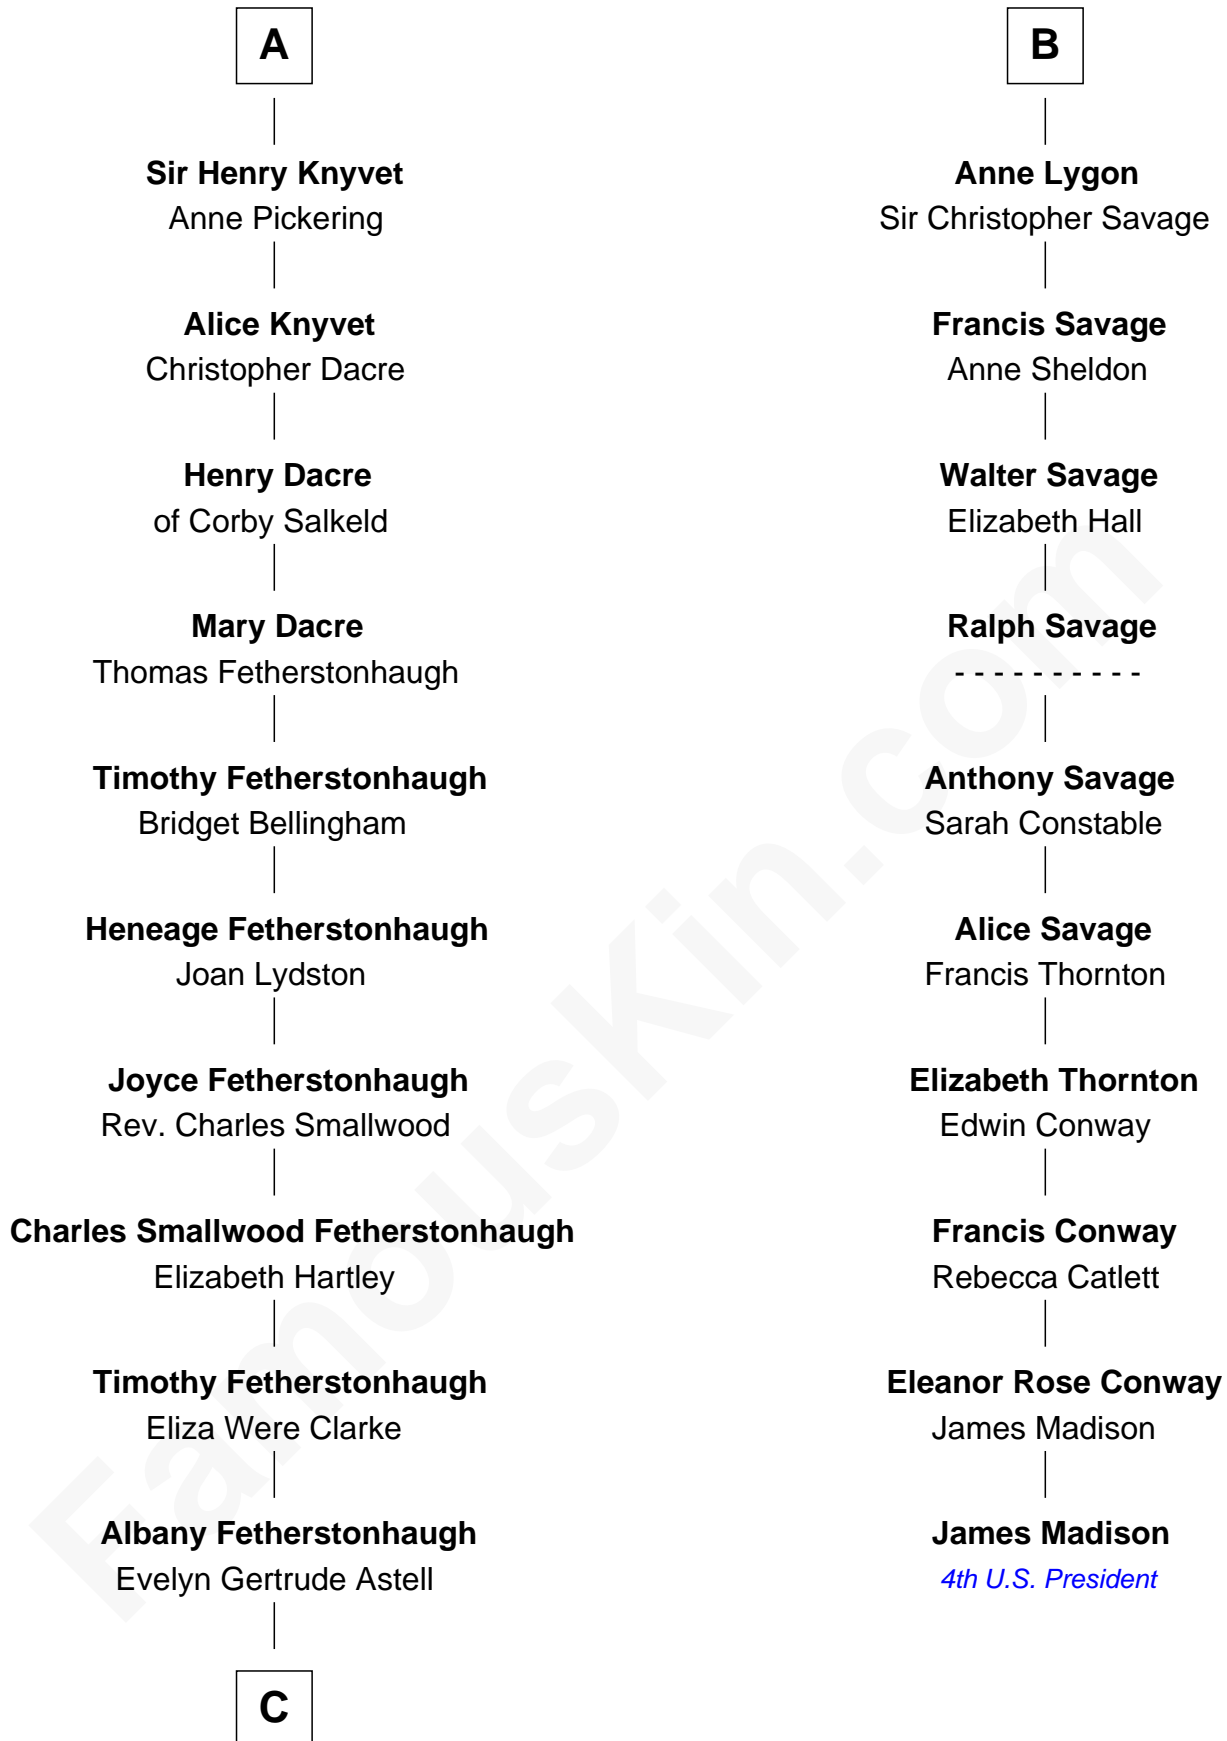 A
Sir Henry Knyvet
Anne Pickering
Alice Knyvet
Christopher Dacre
Henry Dacre
of Corby Salkeld
Mary Dacre
Thomas Fetherstonhaugh
Timothy Fetherstonhaugh
Bridget Bellingham
Heneage Fetherstonhaugh
Joan Lydston
Joyce Fetherstonhaugh
Rev. Charles Smallwood
Charles Smallwood Fetherstonhaugh
Elizabeth Hartley
Timothy Fetherstonhaugh
Eliza Were Clarke
Albany Fetherstonhaugh
Evelyn Gertrude Astell
C
B
Anne Lygon
Sir Christopher Savage
Francis Savage
Anne Sheldon
Walter Savage
Elizabeth Hall
Ralph Savage
- - - - - - - - - -
Anthony Savage
Sarah Constable
Alice Savage
Francis Thornton
Elizabeth Thornton
Edwin Conway
Francis Conway
Rebecca Catlett
Eleanor Rose Conway
James Madison
James Madison
4th U.S. President
FamousKin.com